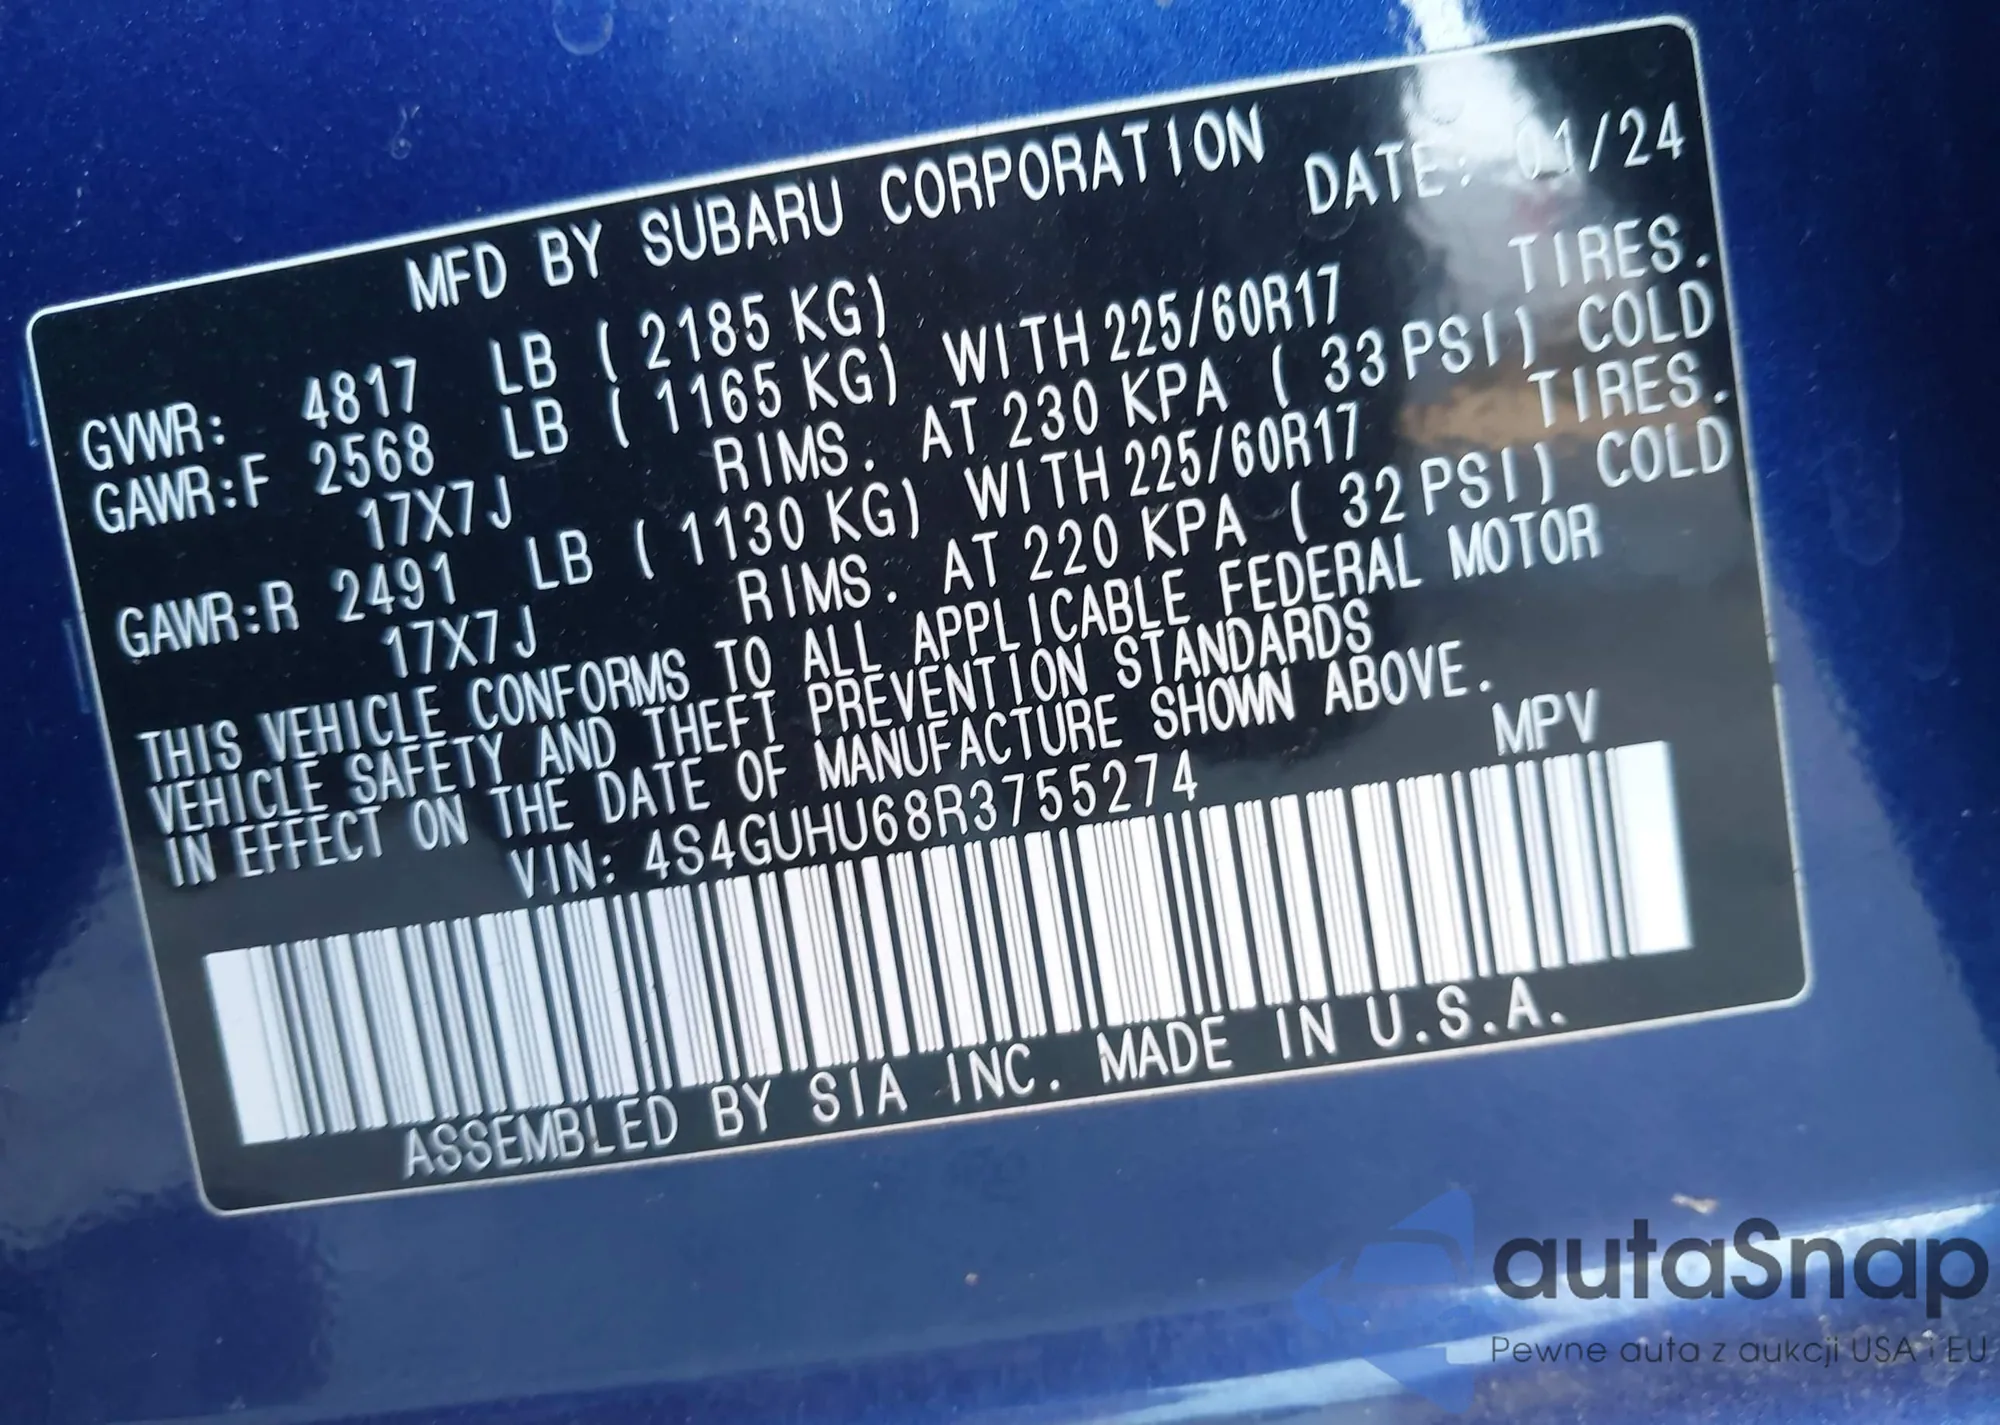 MFD BY SUBARU CORPORATION
DATE: 01/24
GVWR: 4817 LB ( 2185 KG)
GAWR:F 2568 LB ( 1165 KG) WITH 225/60R17 TIRES.
17X7J RIMS. AT 230 KPA ( 33 PSI) COLD
GAWR:R 2491 LB ( 1130 KG) WITH 225/60R17 TIRES.
17X7J RIMS. AT 220 KPA ( 32 PSI) COLD
THIS VEHICLE CONFORMS TO ALL APPLICABLE FEDERAL MOTOR
VEHICLE SAFETY AND THEFT PREVENTION STANDARDS
IN EFFECT ON THE DATE OF MANUFACTURE SHOWN ABOVE.
VIN: 4S4GUHU68R3755274 MPV
ASSEMBLED BY SIA INC. MADE IN U.S.A.
autaSnap
Pewne auta z aukcji USA i EU